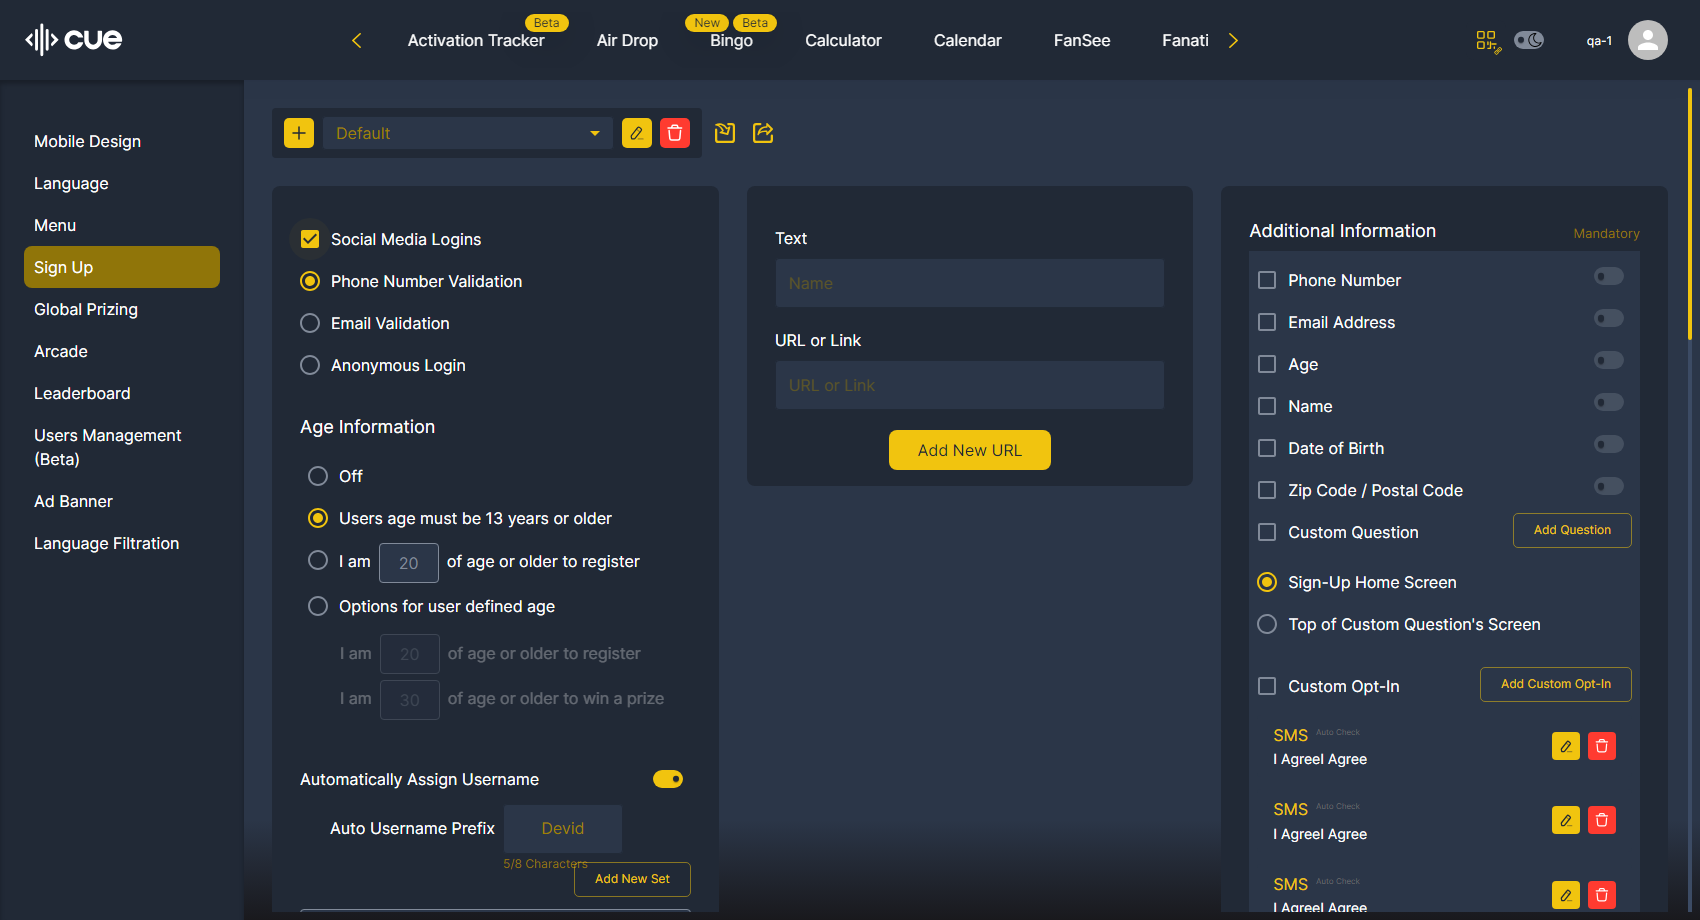 cue
Activation Tracker
Beta
Air Drop
New
Beta
Bingo
Calculator
Calendar
FanSee
Fanati
qa-1
Mobile Design
Language
Menu
Sign Up
Global Prizing
Arcade
Leaderboard
Users Management
(Beta)
Ad Banner
Language Filtration
Default
Social Media Logins
Phone Number Validation
Email Validation
Anonymous Login
Age Information
Off
Users age must be 13 years or older
I am 20 of age or older to register
Options for user defined age
I am 20 of age or older to register
I am 30 of age or older to win a prize
Automatically Assign Username
Auto Username Prefix Devid
5/8 Characters
Add New Set
Text
Name
URL or Link
URL or Link
Add New URL
Additional Information Mandatory
Phone Number
Email Address
Age
Name
Date of Birth
Zip Code / Postal Code
Custom Question Add Question
Sign-Up Home Screen
Top of Custom Question's Screen
Custom Opt-In Add Custom Opt-In
SMS Auto Check
I AgreeI Agree
SMS Auto Check
I AgreeI Agree
SMS Auto Check
I AgreeI Agree